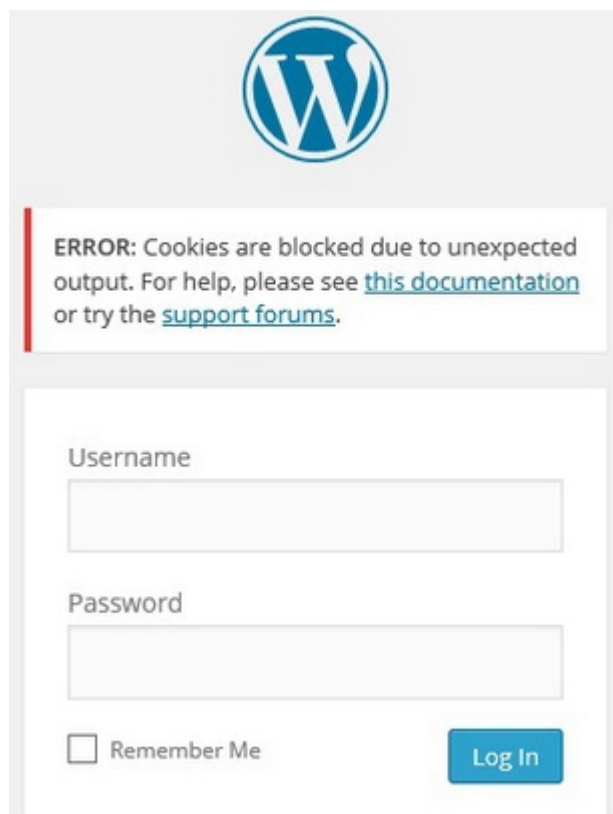 ERROR: Cookies are blocked due to unexpected
output. For help, please see this documentation
or try the support forums.
Username
Password
Remember Me
Log In